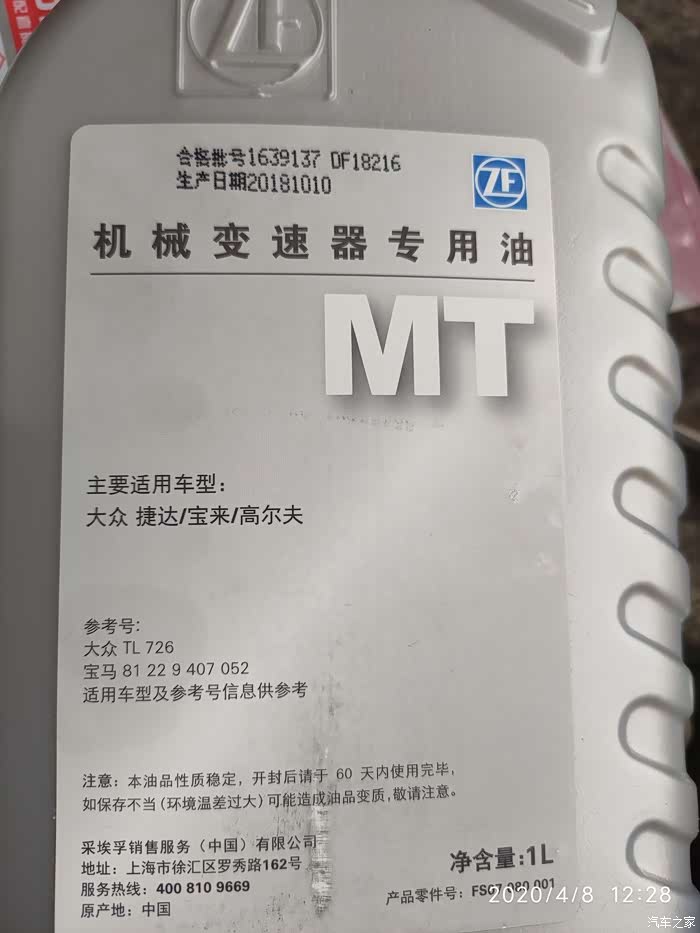 ZF
合格批号1639137 DF18216
生产日期20181010
ZF
机械变速器专用油
MT
主要适用车型:
大众 捷达/宝来/高尔夫
参考号:
大众 TL 726
宝马 81 22 9 407 052
适用车型及参考号信息供参考
注意: 本油品性质稳定, 开封后请于 60 天内使用完毕,
如保存不当(环境温差过大)可能造成油品变质,敬请注意。
采埃孚销售服务(中国)有限公司
地址: 上海市徐汇区罗秀路162号
服务热线: 400 810 9669
原产地: 中国
净含量:1L
产品零件号: FS07 080 001
2020/4/8 12:28
汽车之家